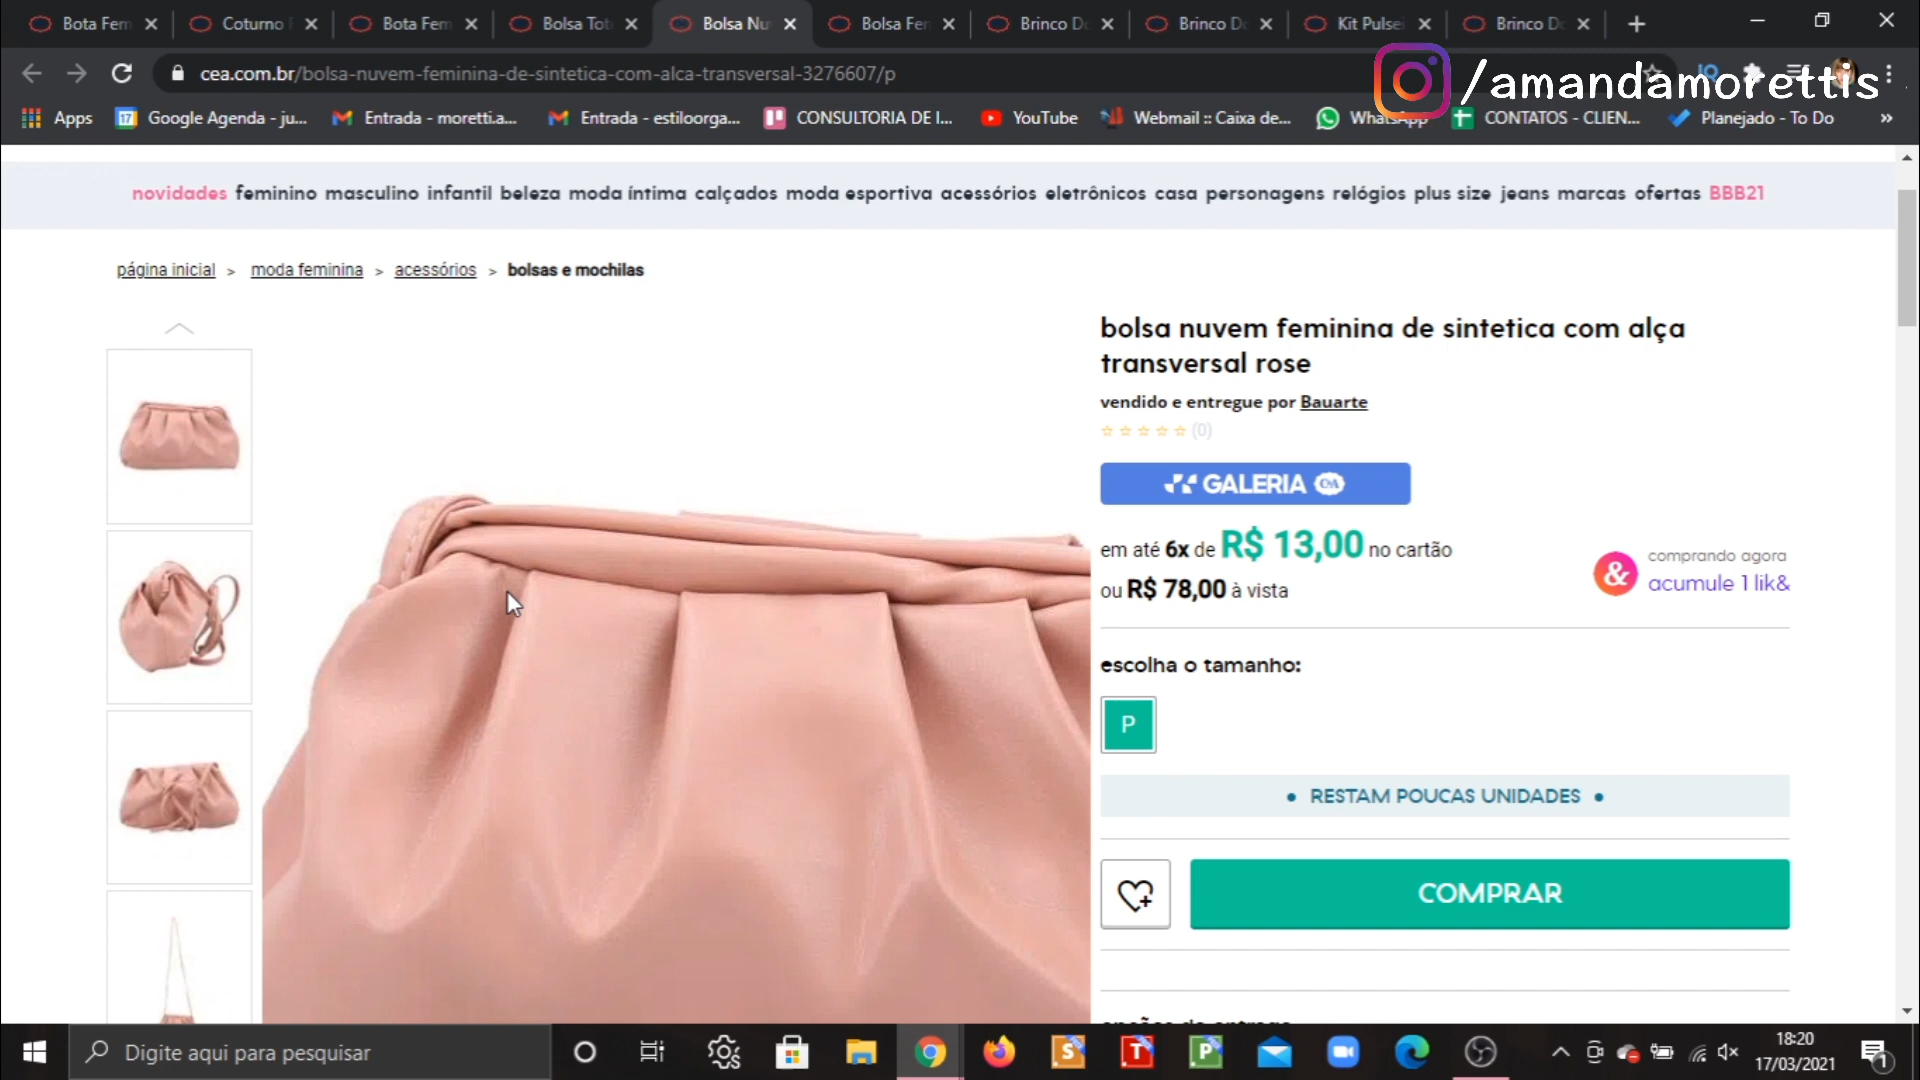 Bota Fem
Coturno
Bota Fem
Bolsa Tot
Bolsa Nu
Bolsa Fe
Brinco D
Brinco D
Kit Pulsei
Brinco D
cea.com.br/bolsa-nuvem-feminina-de-sintetica-com-alca-transversal-3276607/p
/amandamorettis
Apps
17
Google Agenda - ju...
Entrada - moretti.a...
Entrada - estiloorga...
CONSULTORIA DE I...
YouTube
Webmail :: Caixa de...
WhatsApp
CONTATOS - CLIEN...
Planejado - To Do
»
novidades feminino masculino infantil beleza moda íntima calçados moda esportiva acessórios eletrônicos casa personagens relógios plus size jeans marcas ofertas BBB21
página inicial > moda feminina > acessórios > bolsas e mochilas
bolsa nuvem feminina de sintetica com alça
transversal rose
vendido e entregue por Bauarte
(0)
GALERIA C&A
em até 6x de R$ 13,00 no cartão
ou R$ 78,00 à vista
&
comprando agora
acumule 1 lik&
escolha o tamanho:
P
• RESTAM POUCAS UNIDADES •
COMPRAR
Digite aqui para pesquisar
S
T
P
18:20
17/03/2021
1